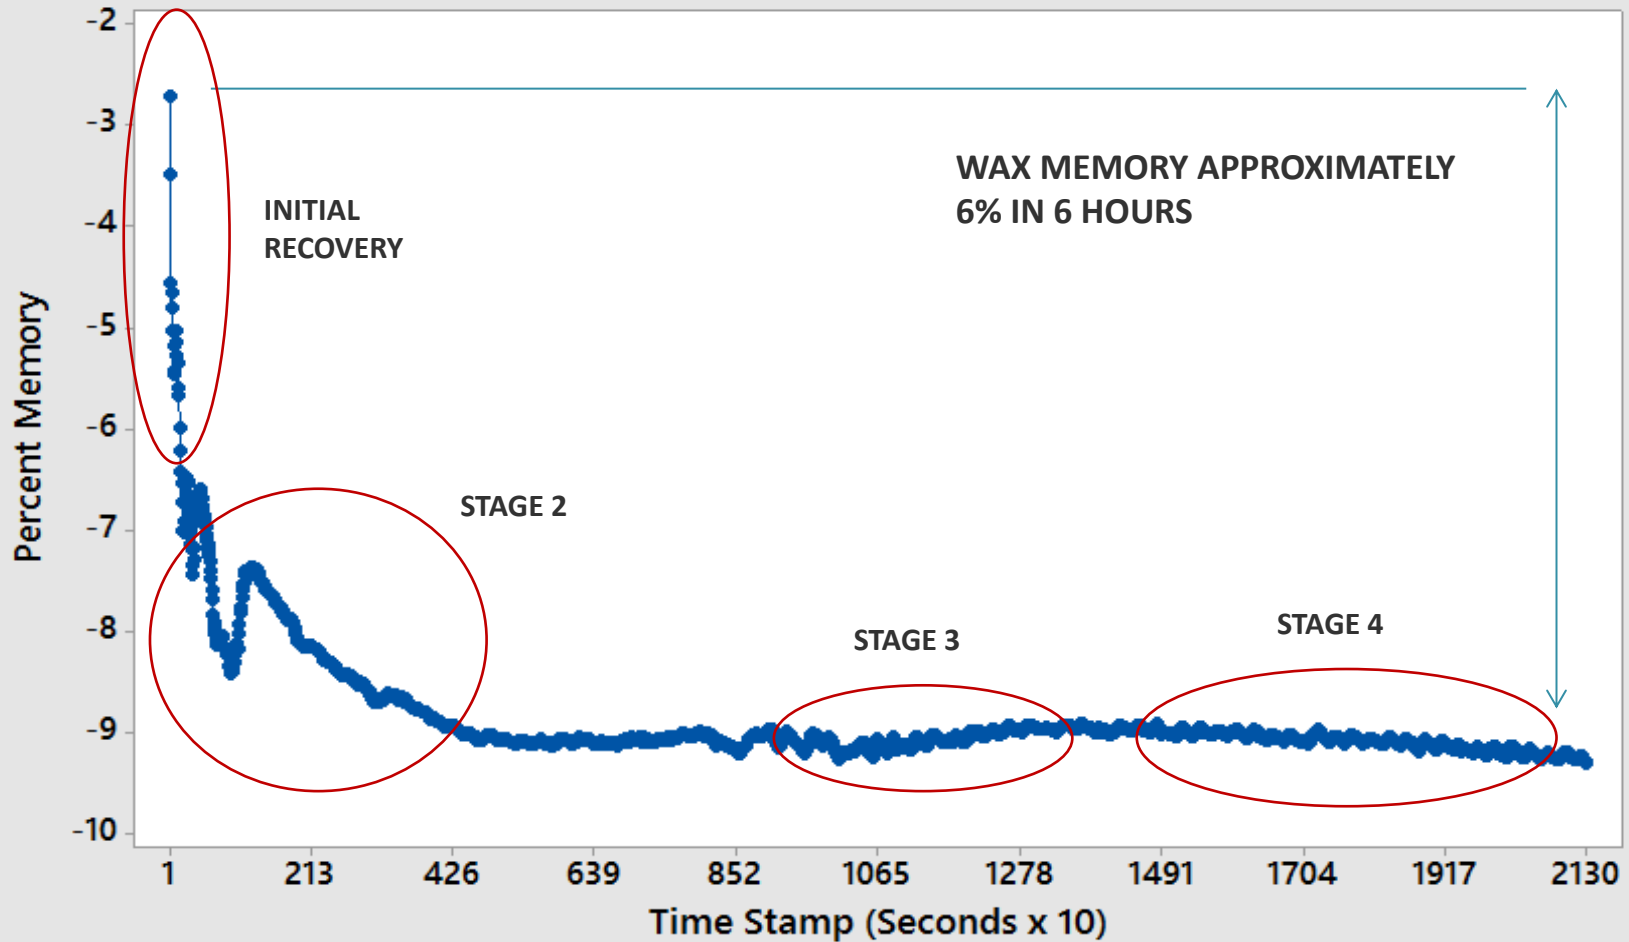 -2
-3
-4
-5
-6
-7
-8
-9
-10
Percent Memory
INITIAL
RECOVERY
WAX MEMORY APPROXIMATELY
6% IN 6 HOURS
STAGE 2
STAGE 3
STAGE 4
1 213 426 639 852 1065 1278 1491 1704 1917 2130
Time Stamp (Seconds x 10)